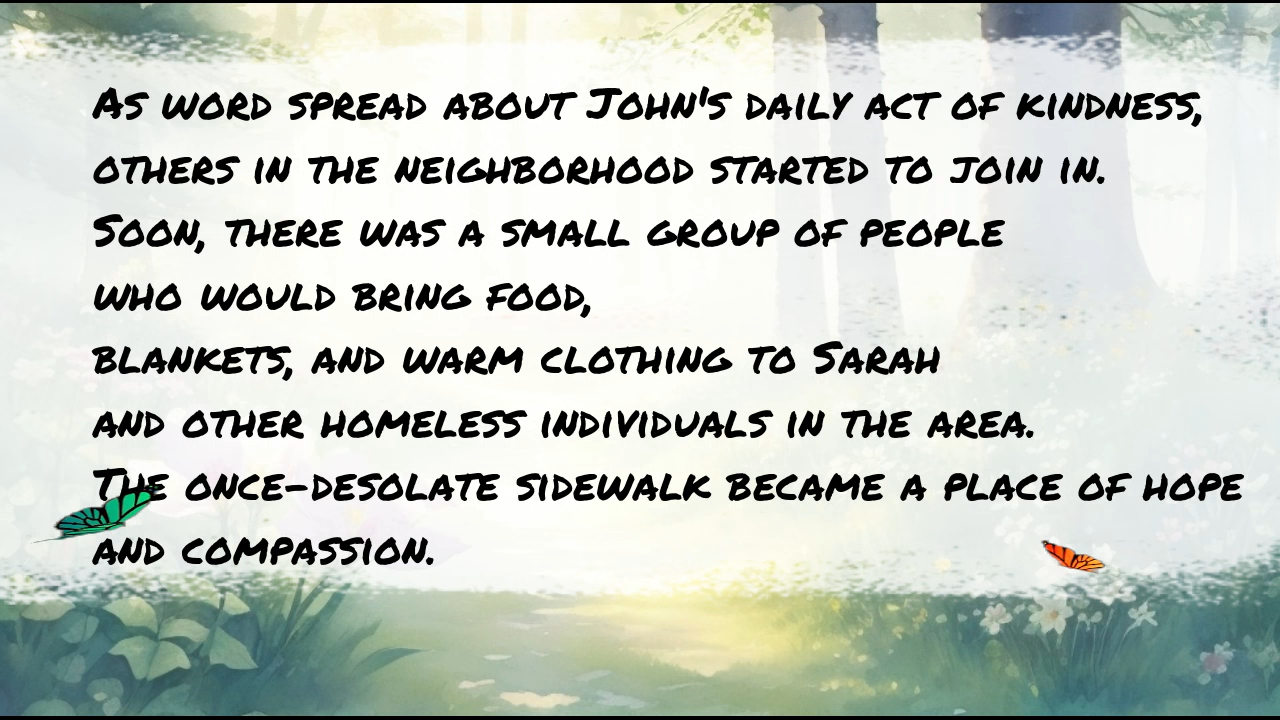 As word spread about John's daily act of kindness,
others in the neighborhood started to join in.
Soon, there was a small group of people
who would bring food,
blankets, and warm clothing to Sarah
and other homeless individuals in the area.
The once-desolate sidewalk became a place of hope
and compassion.